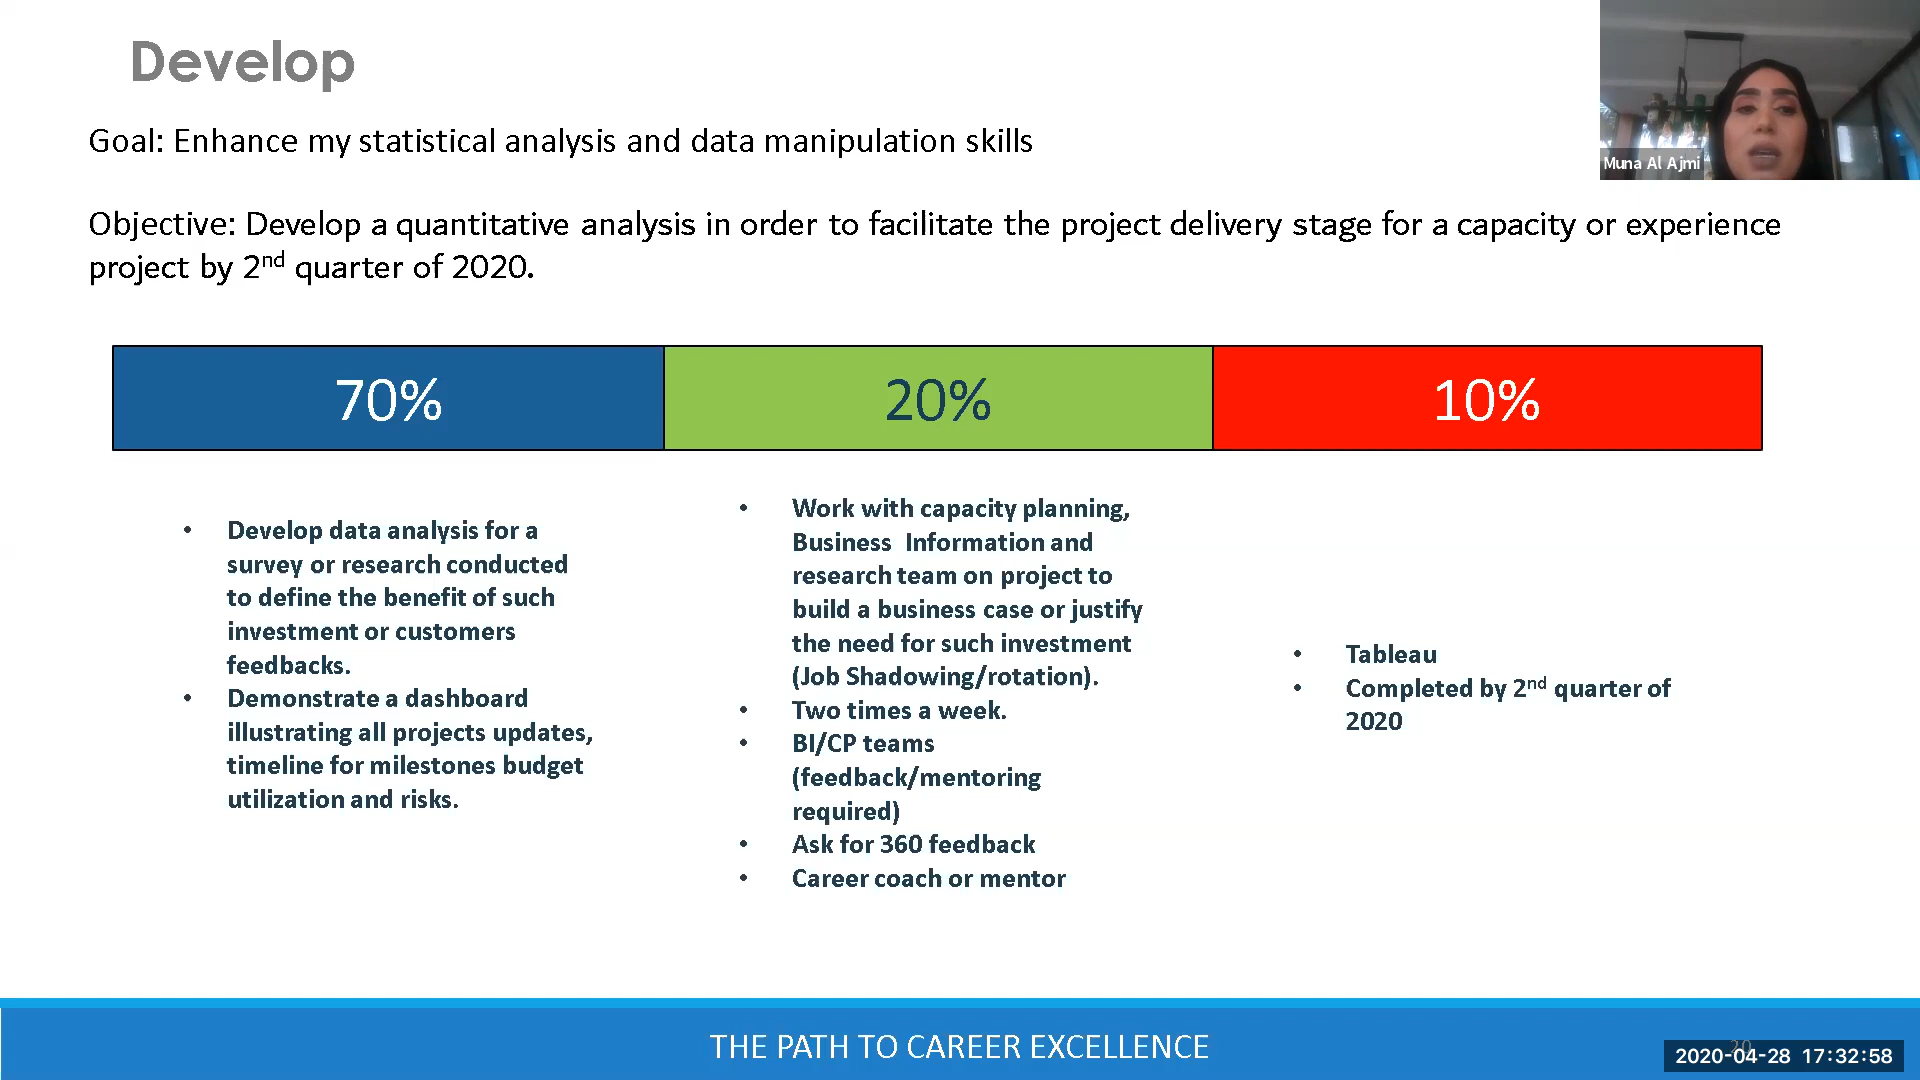 Develop
Muna Al Ajmi
Goal: Enhance my statistical analysis and data manipulation skills
Objective: Develop a quantitative analysis in order to facilitate the project delivery stage for a capacity or experience
project by 2nd quarter of 2020.
70%
20%
10%
• Develop data analysis for a
survey or research conducted
to define the benefit of such
investment or customers
feedbacks.
• Demonstrate a dashboard
illustrating all projects updates,
timeline for milestones budget
utilization and risks.
• Work with capacity planning,
Business  Information and
research team on project to
build a business case or justify
the need for such investment
(Job Shadowing/rotation).
• Two times a week.
• BI/CP teams
(feedback/mentoring
required)
• Ask for 360 feedback
• Career coach or mentor
• Tableau
• Completed by 2nd quarter of
2020
THE PATH TO CAREER EXCELLENCE
20
2020-04-28 17:32:58